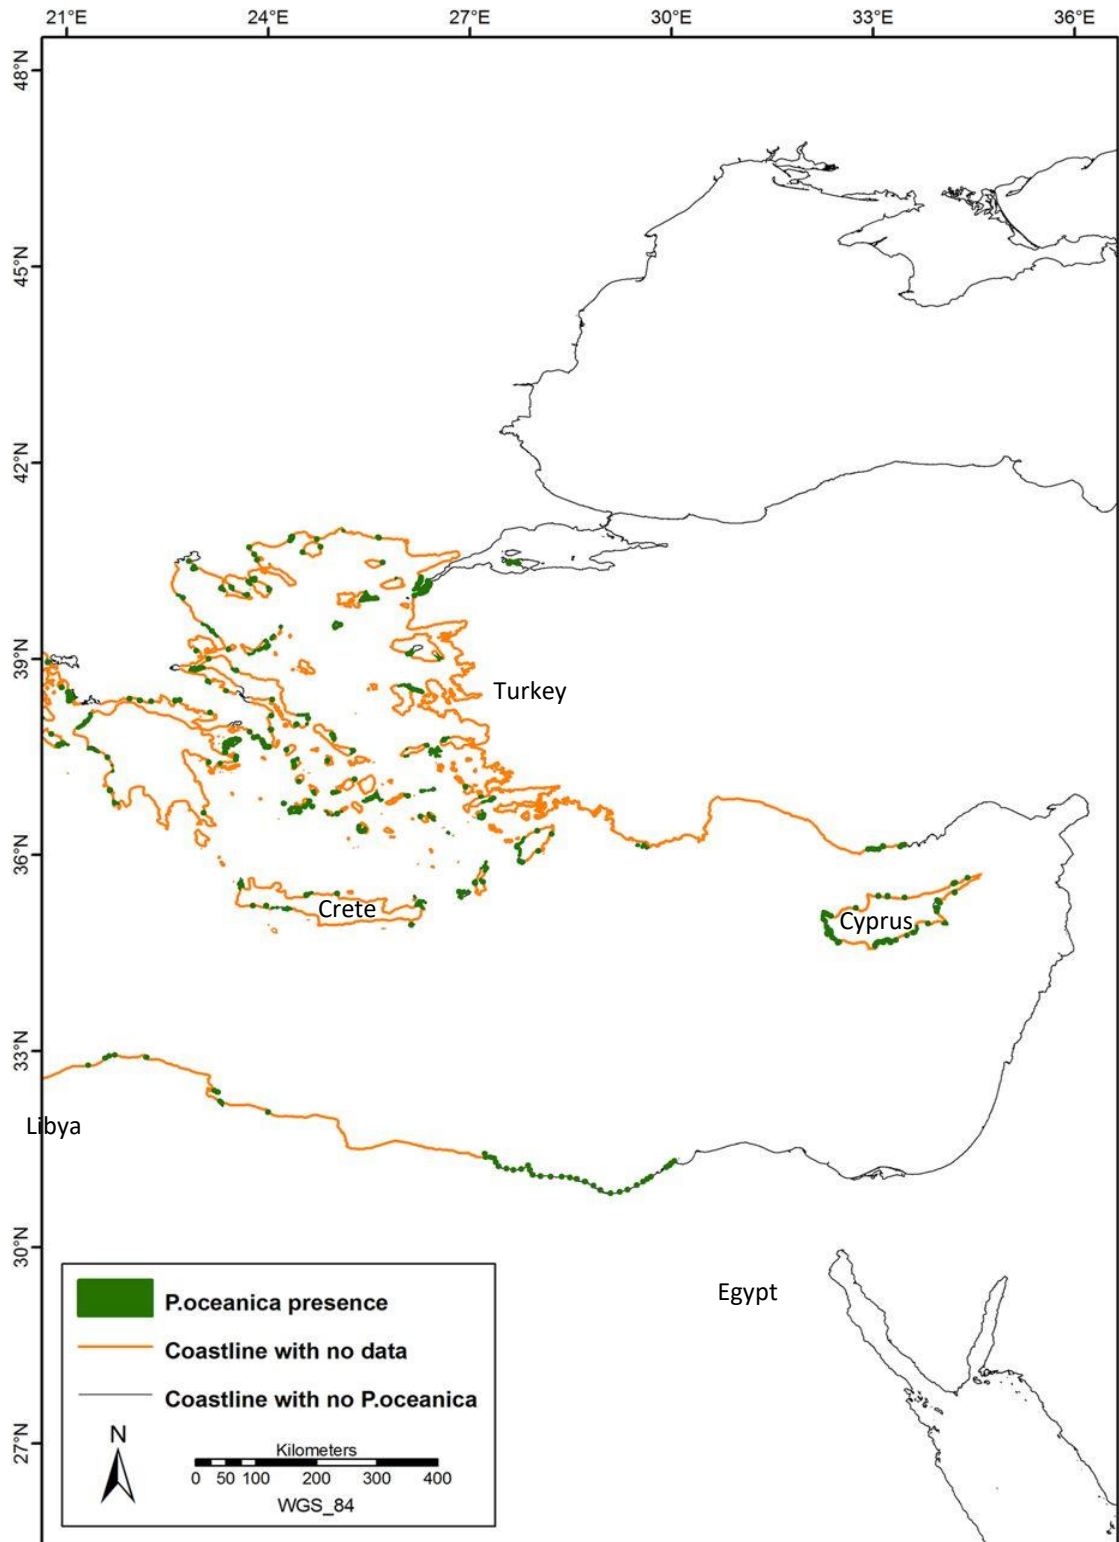 21°E 24°E 27°E 30°E 33°E 36°E
48°N
45°N
42°N
39°N
36°N
33°N
30°N
27°N
Turkey
Crete
Cyprus
Libya
Egypt
P.oceanica presence
Coastline with no data
Coastline with no P.oceanica
N
Kilometers
0 50 100 200 300 400
WGS_84